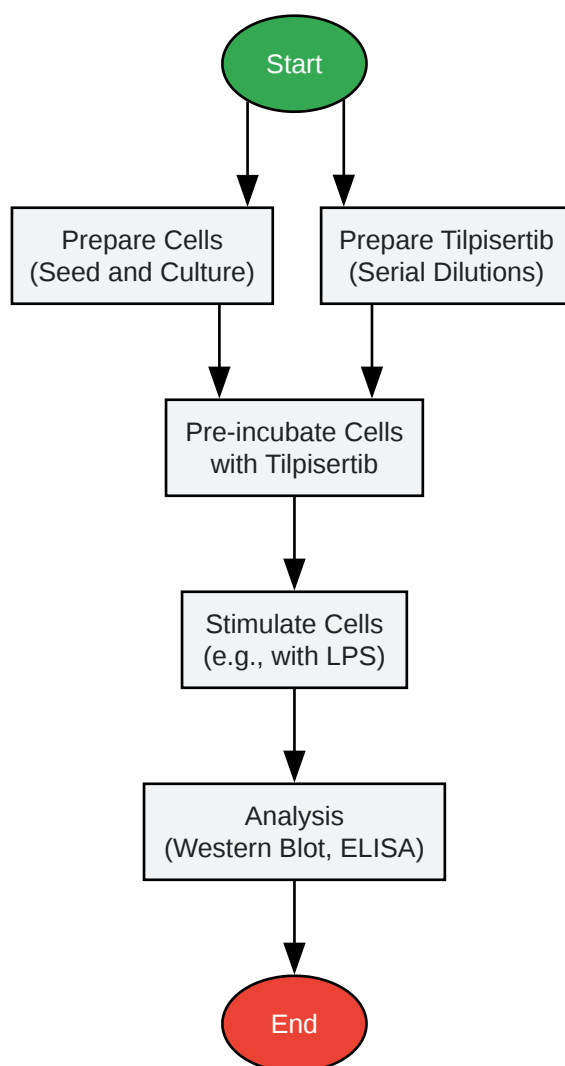 Start
Prepare Cells
(Seed and Culture)
Prepare Tilpisertib
(Serial Dilutions)
Pre-incubate Cells
with Tilpisertib
Stimulate Cells
(e.g., with LPS)
Analysis
(Western Blot, ELISA)
End